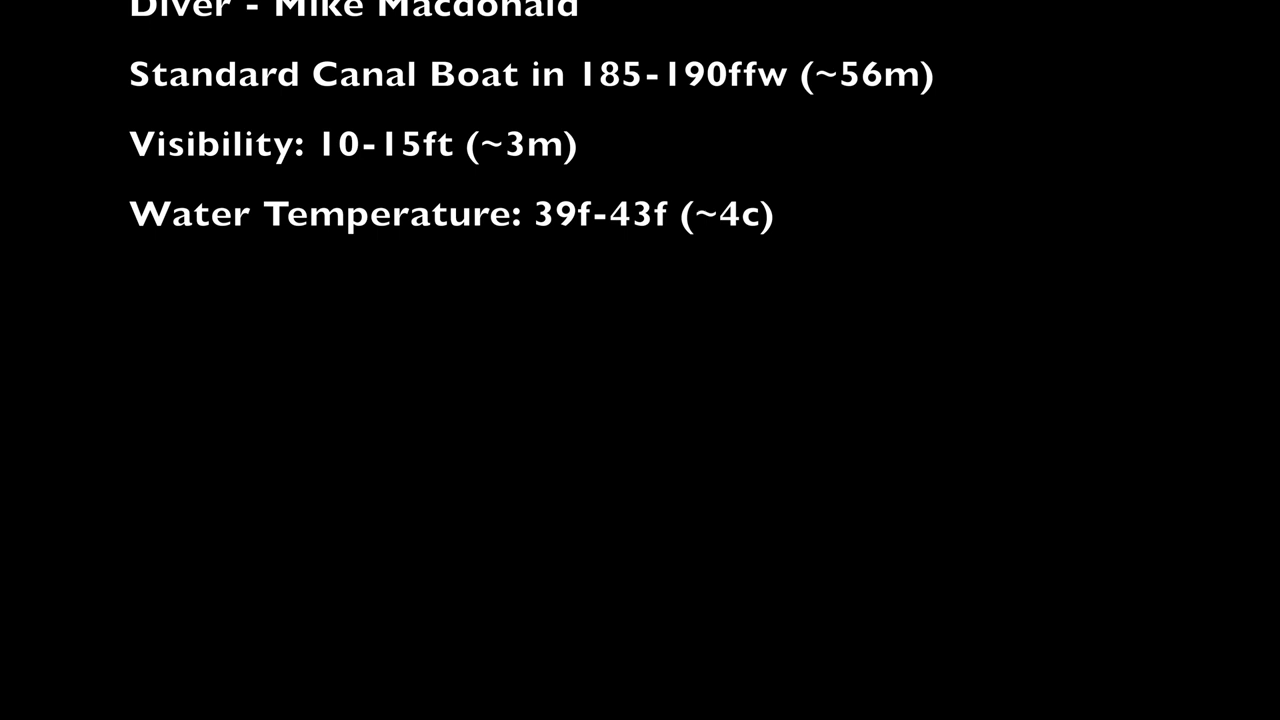 Diver - Mike Macdonald
Standard Canal Boat in 185-190ffw (~56m)
Visibility: 10-15ft (~3m)
Water Temperature: 39f-43f (~4c)